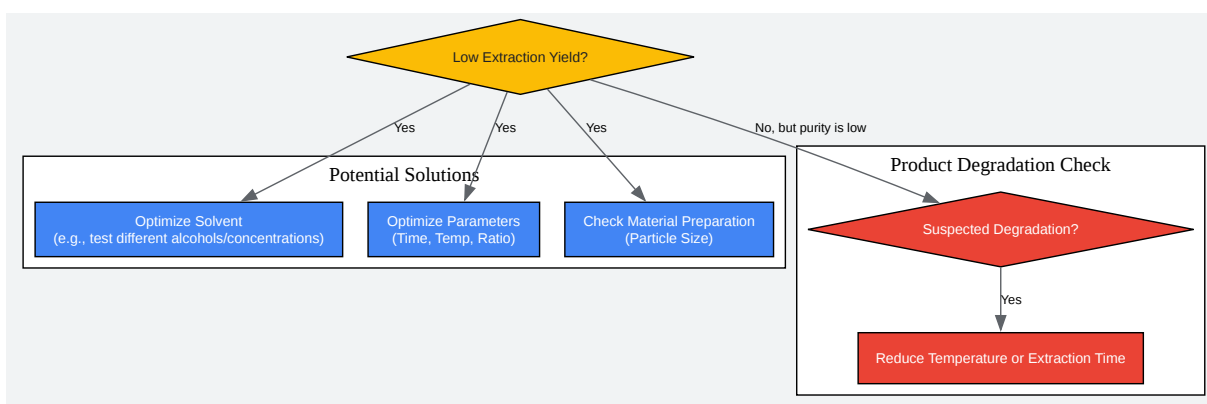 Low Extraction Yield?
Yes
Yes
Yes
No, but purity is low
Potential Solutions
Optimize Solvent
(e.g., test different alcohols/concentrations)
Optimize Parameters
(Time, Temp, Ratio)
Check Material Preparation
(Particle Size)
Product Degradation Check
Suspected Degradation?
Yes
Reduce Temperature or Extraction Time